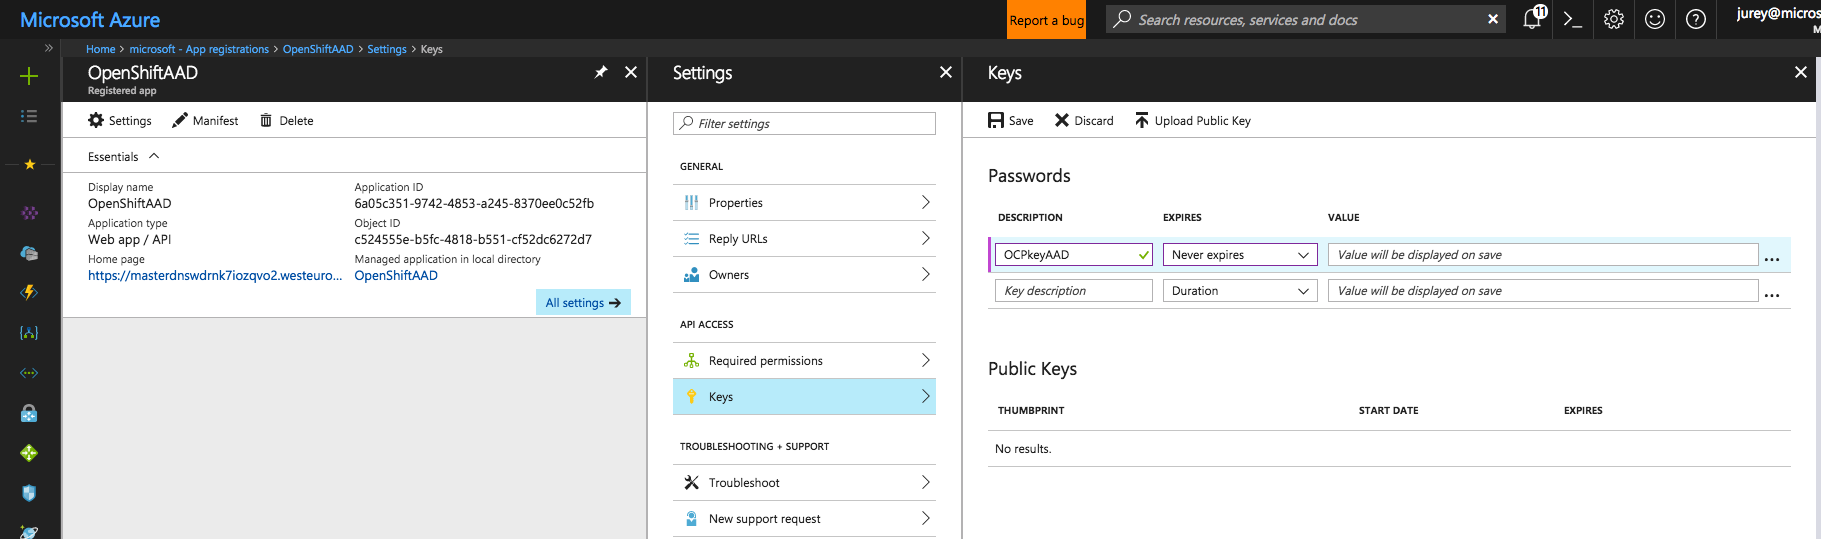 Microsoft Azure
Report a bug
Search resources, services and docs
11
jurey@micros
M
Home > microsoft - App registrations > OpenShiftAAD > Settings > Keys
OpenShiftAAD
Registered app
Settings
Manifest
Delete
Essentials
Display name
OpenShiftAAD
Application type
Web app / API
Home page
https://masterdnswdrnk7iozqvo2.westeuro...
Application ID
6a05c351-9742-4853-a245-8370ee0c52fb
Object ID
c524555e-b5fc-4818-b551-cf52dc6272d7
Managed application in local directory
OpenShiftAAD
All settings
Settings
Filter settings
GENERAL
Properties
Reply URLs
Owners
API ACCESS
Required permissions
Keys
TROUBLESHOOTING + SUPPORT
Troubleshoot
New support request
Keys
Save
Discard
Upload Public Key
Passwords
DESCRIPTION EXPIRES VALUE
OCPkeyAAD Never expires Value will be displayed on save ...
Key description Duration Value will be displayed on save ...
Public Keys
THUMBPRINT START DATE EXPIRES
No results.